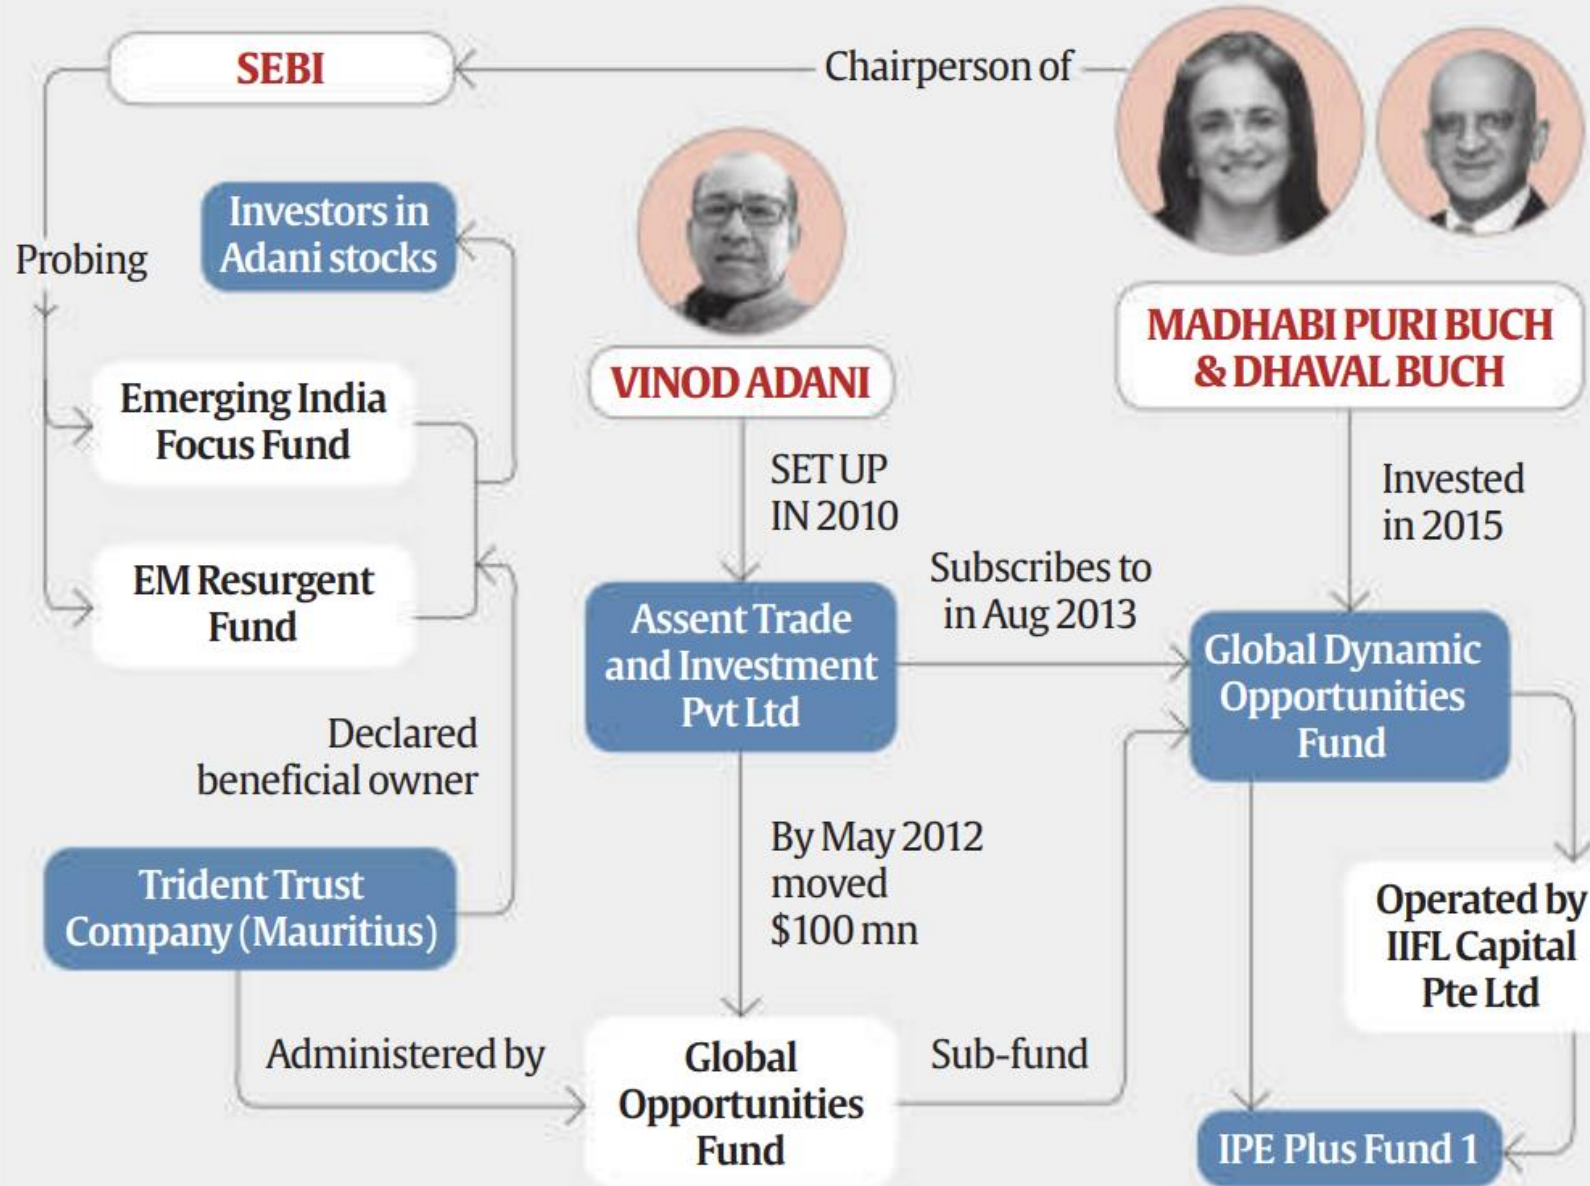 SEBI
Chairperson of
Investors in
Adani stocks
Probing
MADHABI PURI BUCH
& DHAVAL BUCH
VINOD ADANI
Emerging India
Focus Fund
SET UP
IN 2010
Invested
in 2015
EM Resurgent
Fund
Subscribes to
in Aug 2013
Assent Trade
and Investment
Pvt Ltd
Global Dynamic
Opportunities
Fund
Declared
beneficial owner
By May 2012
moved
$100 mn
Trident Trust
Company (Mauritius)
Operated by
IIFL Capital
Pte Ltd
Administered by
Global
Opportunities
Fund
Sub-fund
IPE Plus Fund 1